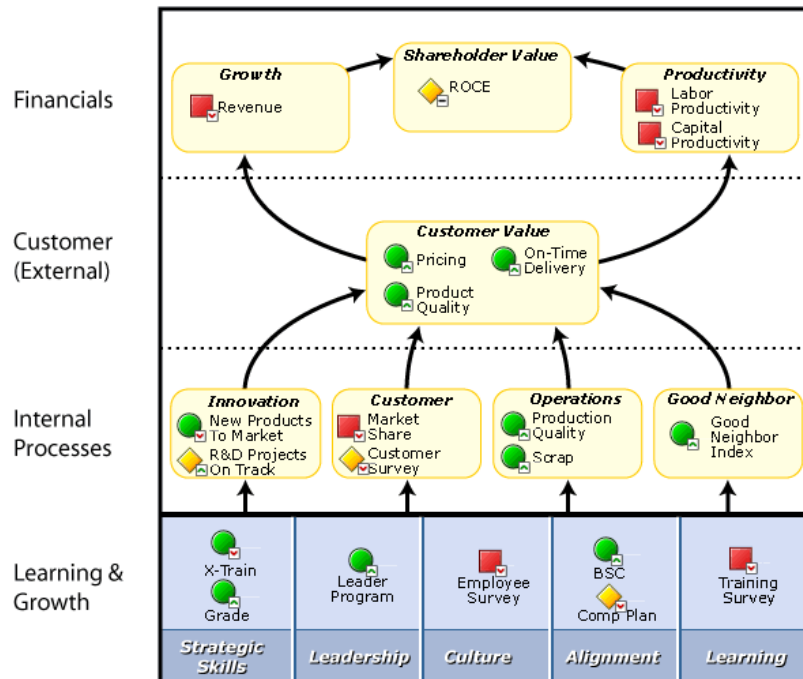 Financials
Growth
Revenue
Shareholder Value
ROCE
Productivity
Labor
Productivity
Capital
Productivity
Customer
(External)
Customer Value
Pricing
On-Time
Delivery
Product
Quality
Internal
Processes
Innovation
New Products
To Market
R&D Projects
On Track
Customer
Market
Share
Customer
Survey
Operations
Production
Quality
Scrap
Good Neighbor
Good
Neighbor
Index
Learning &
Growth
X-Train
Grade
Strategic
Skills
Leader
Program
Leadership
Employee
Survey
Culture
BSC
Comp Plan
Alignment
Training
Survey
Learning